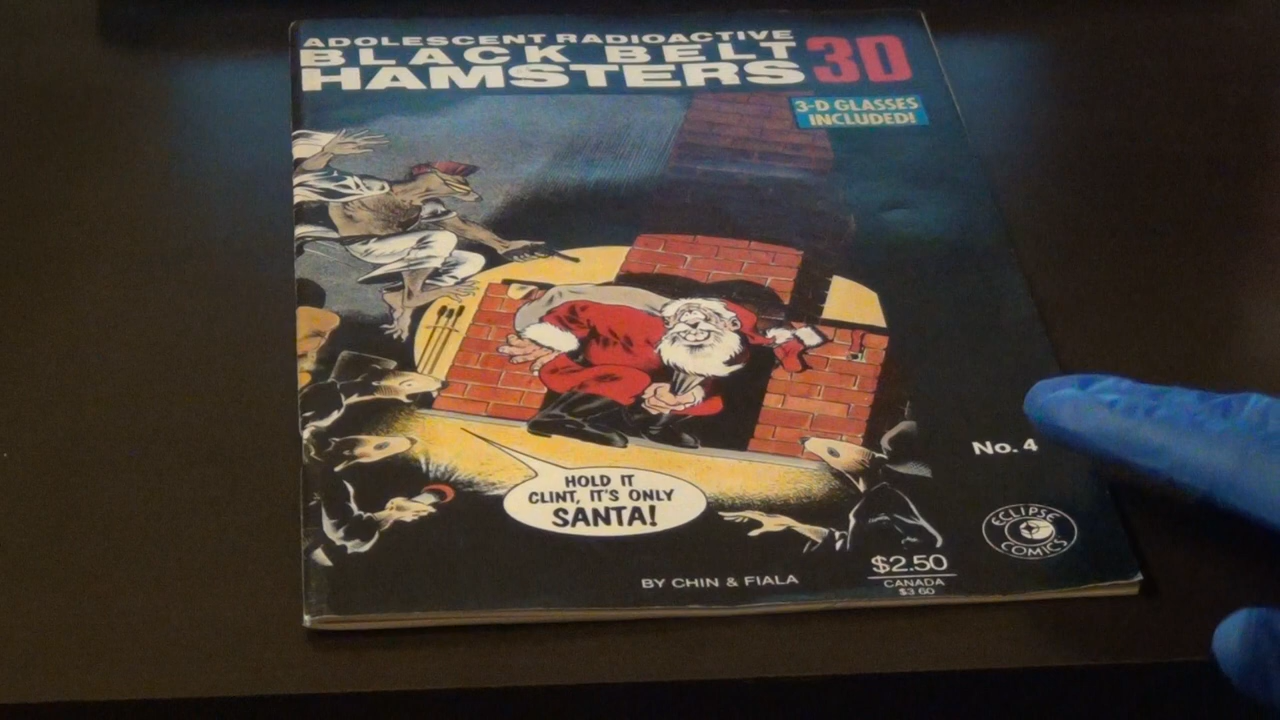 ADOLESCENT RADIOACTIVE
BLACK BELT
HAMSTERS 3D
3-D GLASSES
INCLUDED!
HOLD IT
CLINT, IT'S ONLY
SANTA!
No. 4
ECLIPSE
COMICS
BY CHIN & FIALA
$2.50
CANADA
$3.60